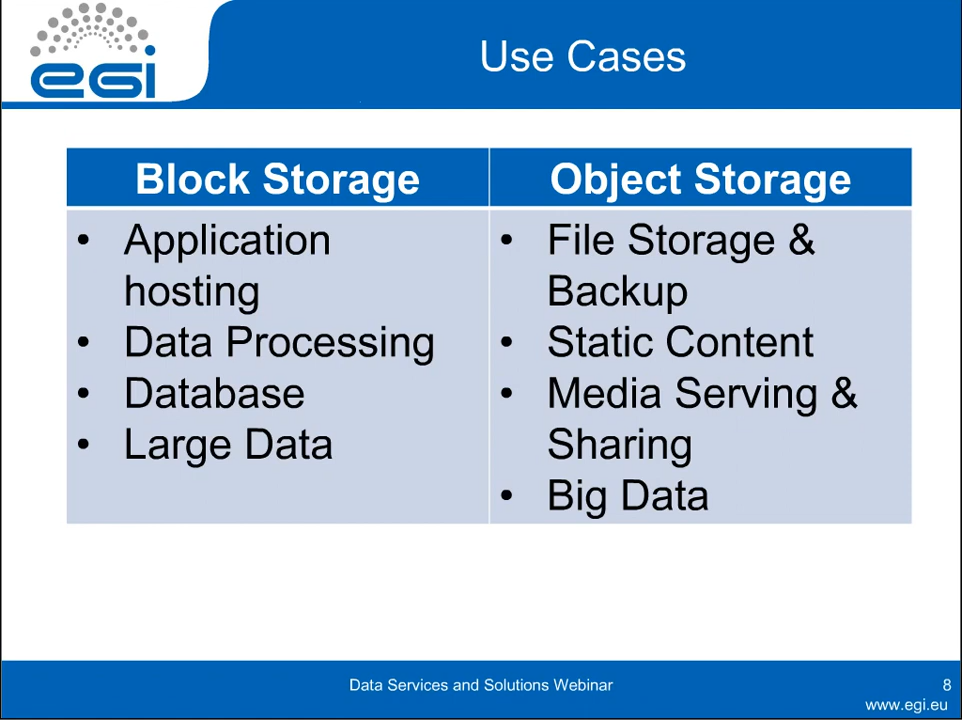 egi
Use Cases
Block Storage
Object Storage
• Application
hosting
• Data Processing
• Database
• Large Data
• File Storage &
Backup
• Static Content
• Media Serving &
Sharing
• Big Data
Data Services and Solutions Webinar
8
www.egi.eu